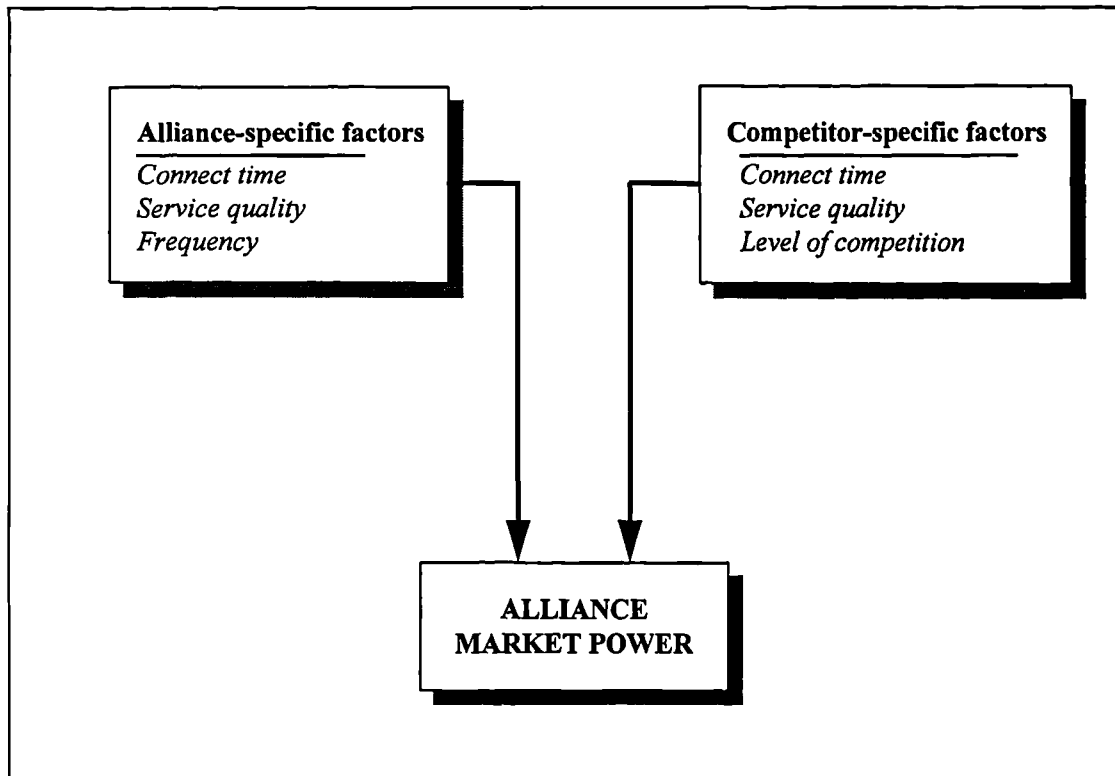 Alliance-specific factors
Connect time
Service quality
Frequency
Competitor-specific factors
Connect time
Service quality
Level of competition
ALLIANCE
MARKET POWER